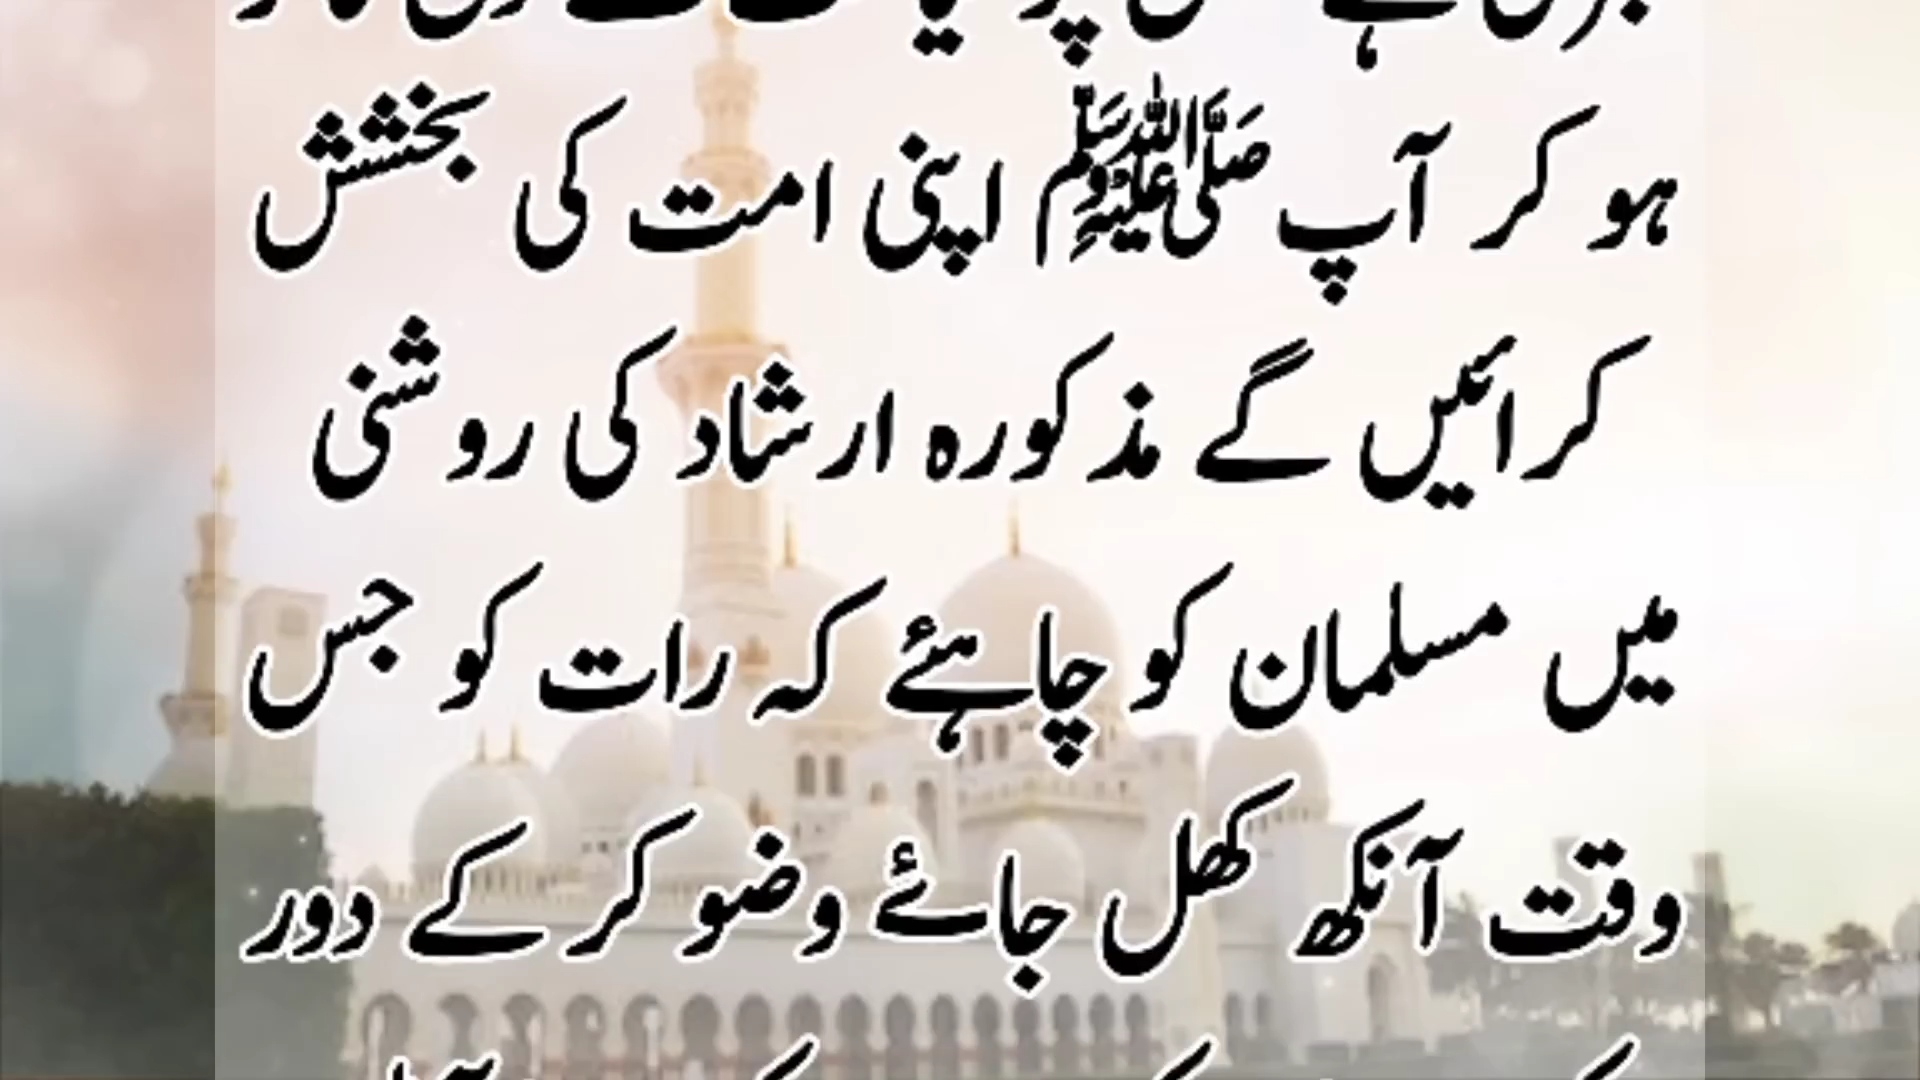 ہو کر آپ ﷺ اپنی امت کی بخشش
کرائیں گے مذکورہ ارشاد کی روشنی
میں مسلمان کو چاہئے کہ رات کو جس
وقت آنکھ کھل جائے وضو کر کے دور